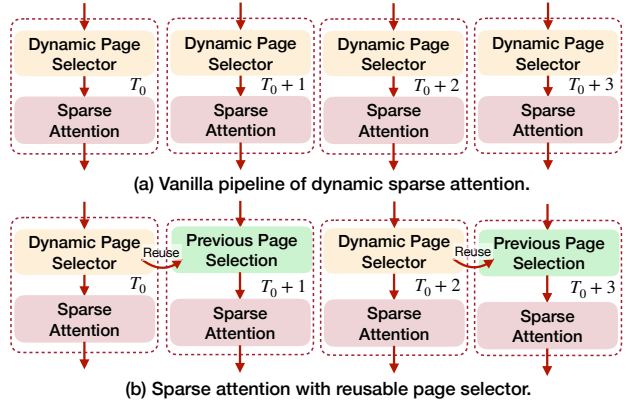 Dynamic Page
Selector
T₀
Sparse
Attention
Dynamic Page
Selector
T₀ + 1
Sparse
Attention
Dynamic Page
Selector
T₀ + 2
Sparse
Attention
Dynamic Page
Selector
T₀ + 3
Sparse
Attention
(a) Vanilla pipeline of dynamic sparse attention.
Dynamic Page
Selector
T₀
Sparse
Attention
Reuse
Previous Page
Selection
T₀ + 1
Sparse
Attention
Dynamic Page
Selector
T₀ + 2
Sparse
Attention
Reuse
Previous Page
Selection
T₀ + 3
Sparse
Attention
(b) Sparse attention with reusable page selector.